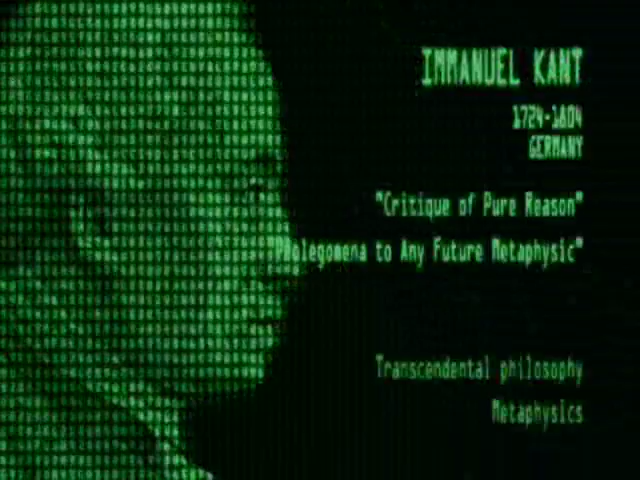 IMMANUEL KANT
1724-1804
GERMANY
"Critique of Pure Reason"
"Prolegomena to Any Future Metaphysic"
Transcendental philosophy
Metaphysics